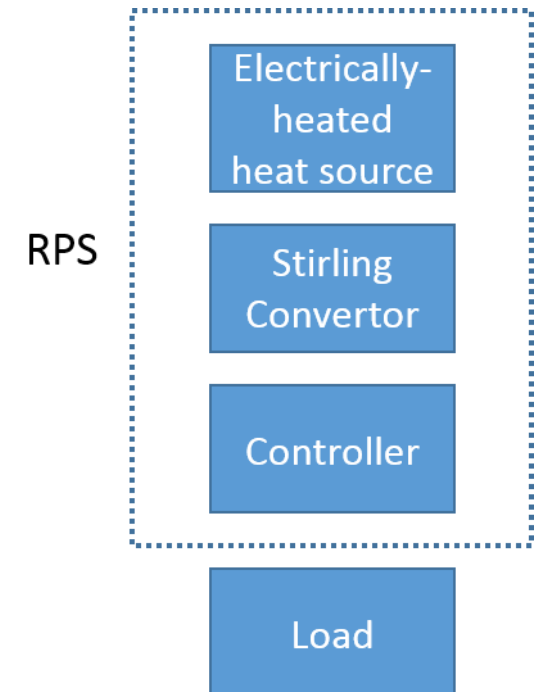 Electrically-
heated
heat source
RPS
Stirling
Convertor
Controller
Load